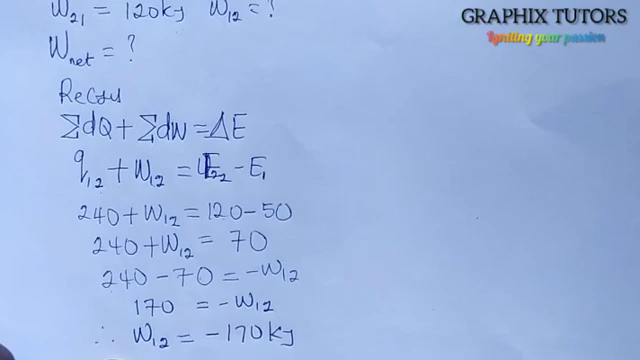 W₂₁ = 120kJ W₁₂ = ?
GRAPHIX TUTORS
Igniting your passion
Wnet = ?
Recall
ΣdQ + ΣdW = ΔE
q₁₂ + W₁₂ = E₂ - E₁
240 + W₁₂ = 120 - 50
240 + W₁₂ = 70
240 - 70 = -W₁₂
170 = -W₁₂
∴ W₁₂ = -170kJ